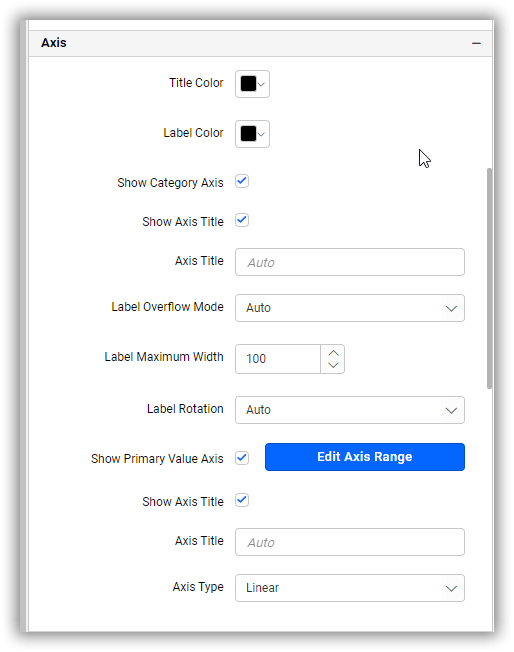 Axis
Title Color
Label Color
Show Category Axis
Show Axis Title
Axis Title Auto
Label Overflow Mode Auto
Label Maximum Width 100
Label Rotation Auto
Show Primary Value Axis Edit Axis Range
Show Axis Title
Axis Title Auto
Axis Type Linear